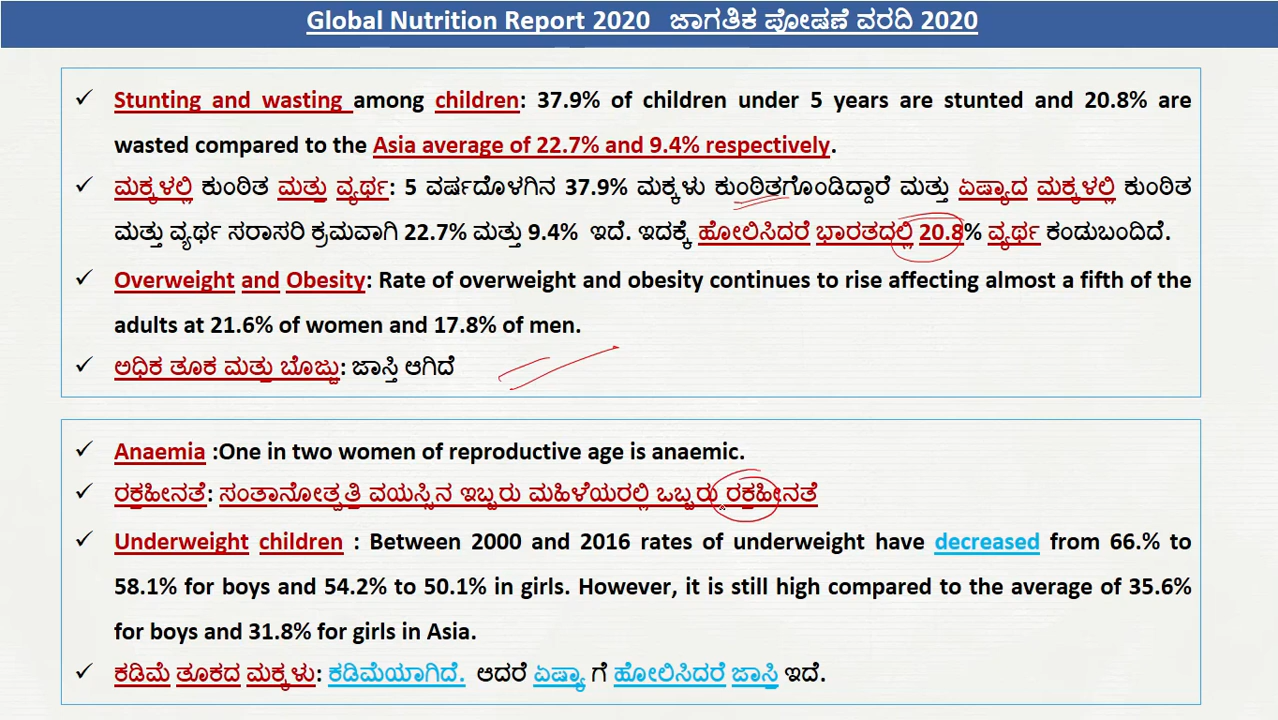 Global Nutrition Report 2020 ಜಾಗತಿಕ ಪೋಷಣೆ ವರದಿ 2020
✓ Stunting and wasting among children: 37.9% of children under 5 years are stunted and 20.8% are
wasted compared to the Asia average of 22.7% and 9.4% respectively.
✓ ಮಕ್ಕಳಲ್ಲಿ ಕುಂಠಿತ ಮತ್ತು ವ್ಯರ್ಥ: 5 ವರ್ಷದೊಳಗಿನ 37.9% ಮಕ್ಕಳು ಕುಂಠಿತಗೊಂಡಿದ್ದಾರೆ ಮತ್ತು ಏಷ್ಯಾದ ಮಕ್ಕಳಲ್ಲಿ ಕುಂಠಿತ
ಮತ್ತು ವ್ಯರ್ಥ ಸರಾಸರಿ ಕ್ರಮವಾಗಿ 22.7% ಮತ್ತು 9.4% ಇದೆ. ಇದಕ್ಕೆ ಹೋಲಿಸಿದರೆ ಭಾರತದಲ್ಲಿ 20.8% ವ್ಯರ್ಥ ಕಂಡುಬಂದಿದೆ.
✓ Overweight and Obesity: Rate of overweight and obesity continues to rise affecting almost a fifth of the
adults at 21.6% of women and 17.8% of men.
✓ ಅಧಿಕ ತೂಕ ಮತ್ತು ಬೊಜ್ಜು: ಜಾಸ್ತಿ ಆಗಿದೆ
✓ Anaemia :One in two women of reproductive age is anaemic.
✓ ರಕ್ತಹೀನತೆ: ಸಂತಾನೋತ್ಪತ್ತಿ ವಯಸ್ಸಿನ ಇಬ್ಬರು ಮಹಿಳೆಯರಲ್ಲಿ ಒಬ್ಬರು ರಕ್ತಹೀನತೆ
✓ Underweight children : Between 2000 and 2016 rates of underweight have decreased from 66.% to
58.1% for boys and 54.2% to 50.1% in girls. However, it is still high compared to the average of 35.6%
for boys and 31.8% for girls in Asia.
✓ ಕಡಿಮೆ ತೂಕದ ಮಕ್ಕಳು: ಕಡಿಮೆಯಾಗಿದೆ. ಆದರೆ ಏಷ್ಯಾ ಗೆ ಹೋಲಿಸಿದರೆ ಜಾಸ್ತಿ ಇದೆ.